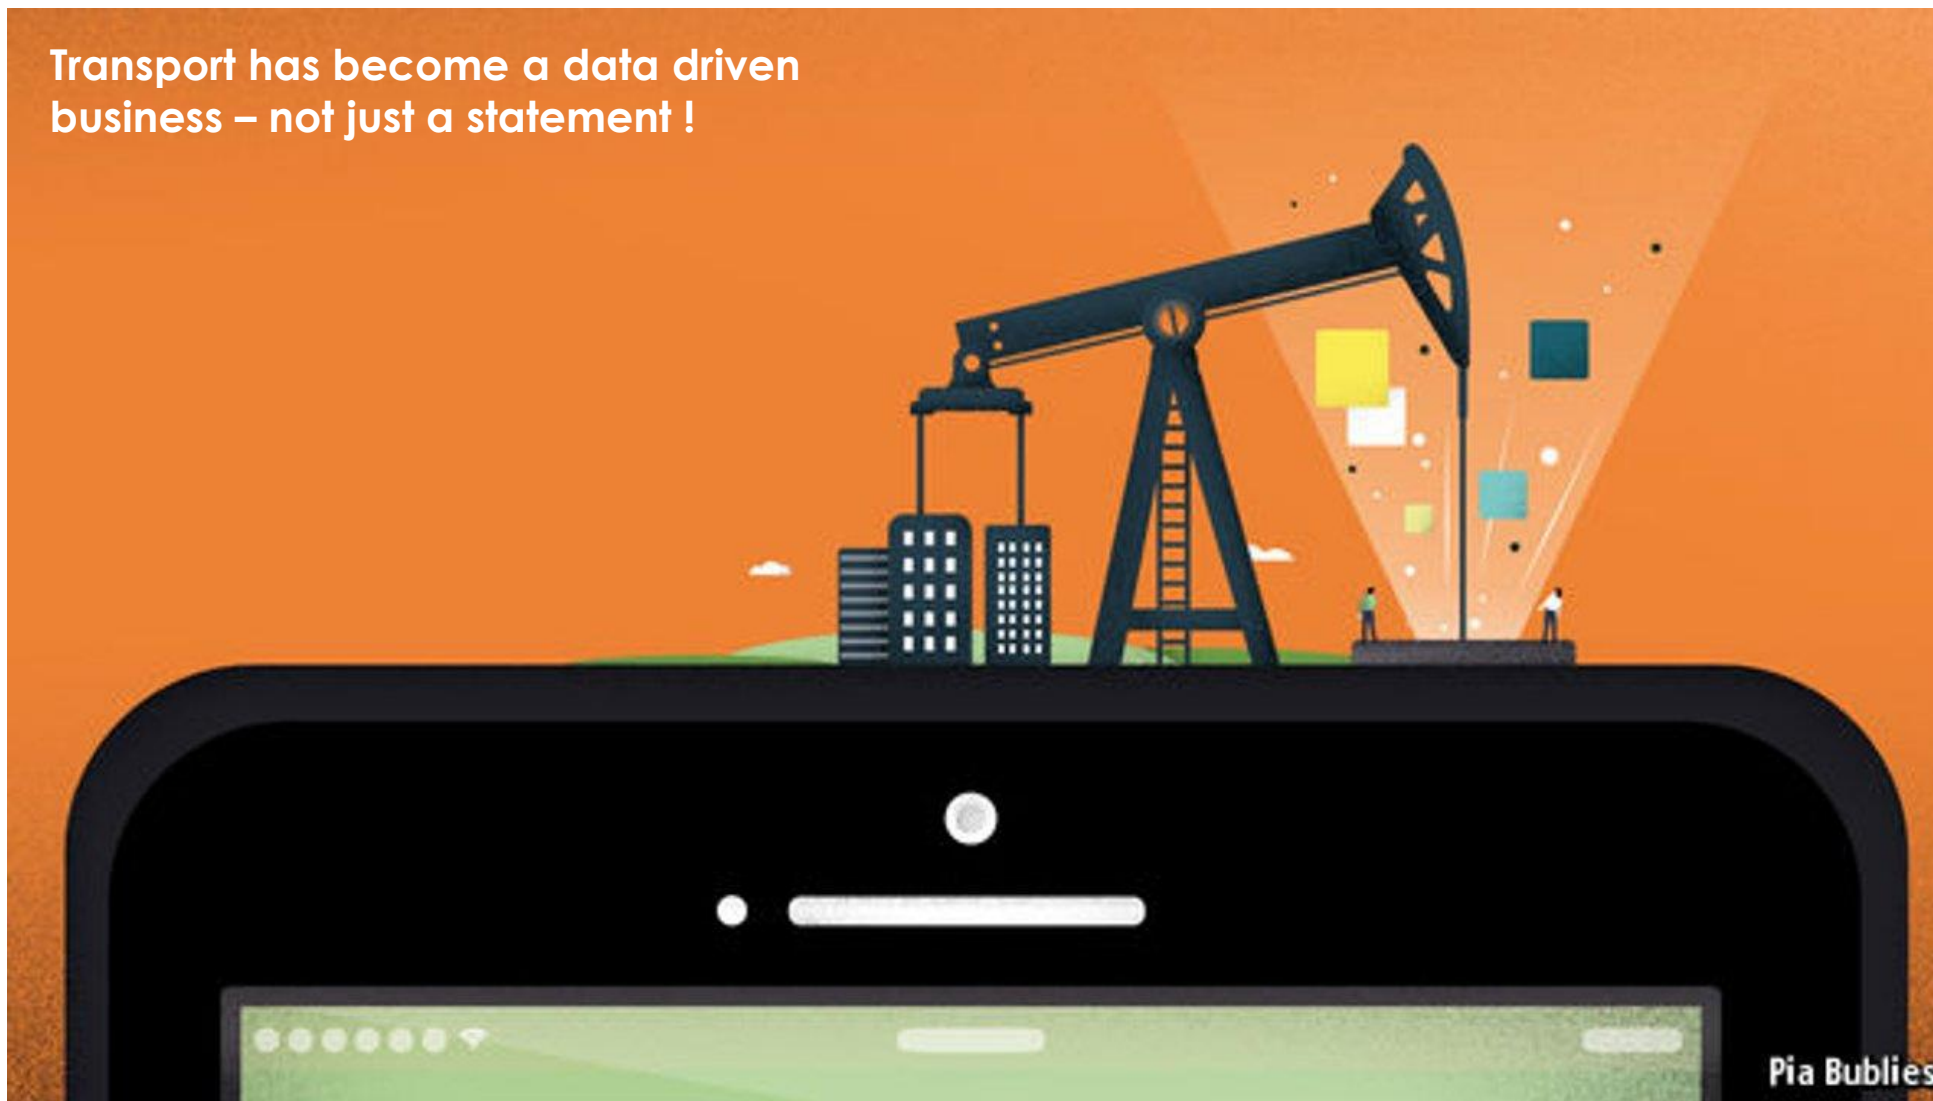 Transport has become a data driven
business – not just a statement !
Pia Bublies